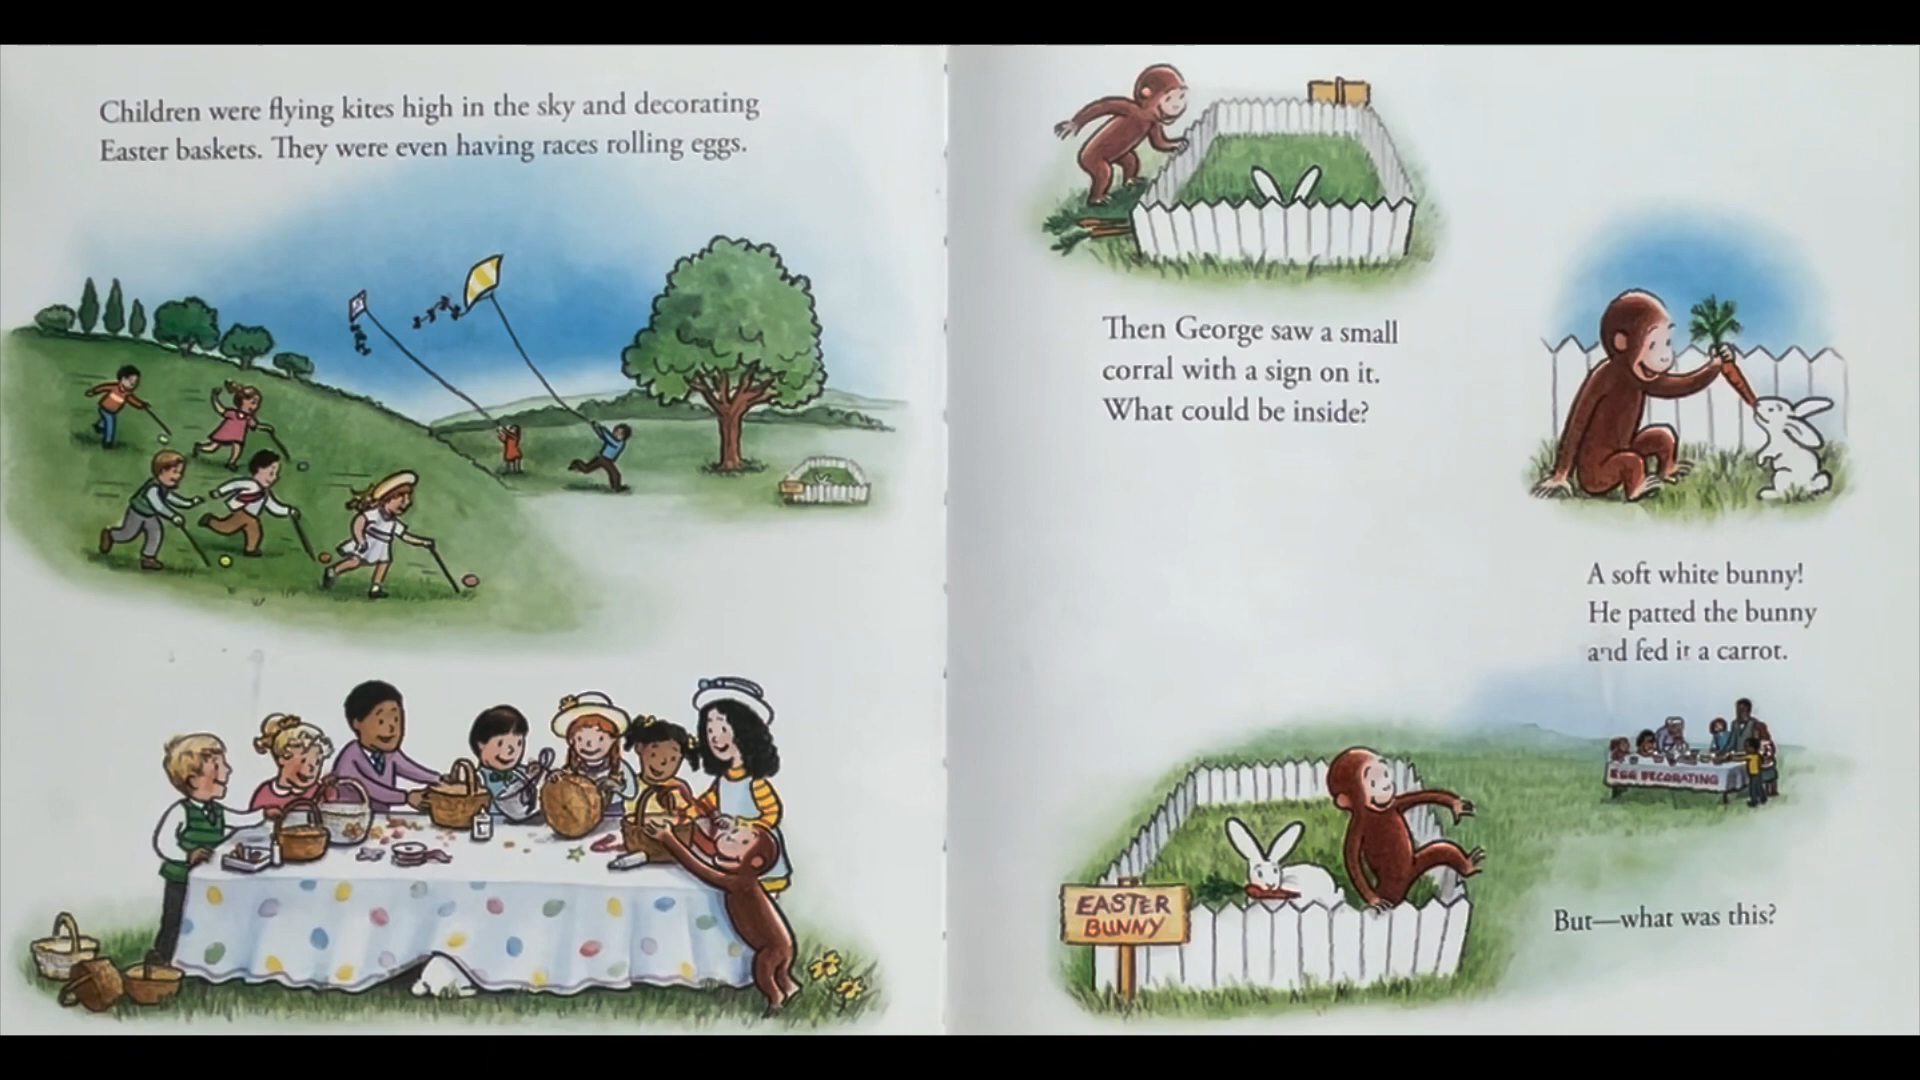 Children were flying kites high in the sky and decorating
Easter baskets. They were even having races rolling eggs.
Then George saw a small
corral with a sign on it.
What could be inside?
A soft white bunny!
He patted the bunny
and fed it a carrot.
EGG DECORATING
EASTER
BUNNY
But—what was this?